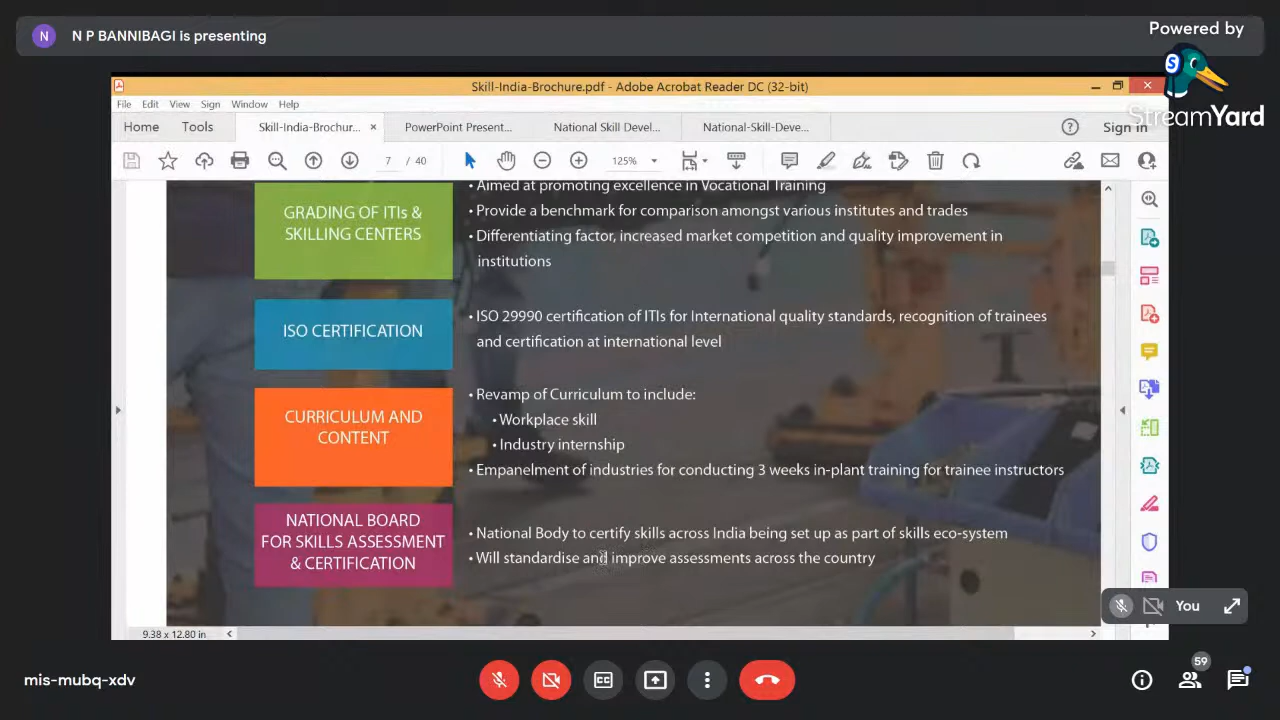 N
N P BANNIBAGI is presenting
Powered by
S
StreamYard
Skill-India-Brochure.pdf - Adobe Acrobat Reader DC (32-bit)
File Edit View Sign Window Help
Home Tools Skill-India-Brochur... × PowerPoint Present... National Skill Devel... National-Skill-Deve... Sign In
7 / 40 125%
• Aimed at promoting excellence in Vocational Training
GRADING OF ITIs &
SKILLING CENTERS
• Provide a benchmark for comparison amongst various institutes and trades
• Differentiating factor, increased market competition and quality improvement in
institutions
ISO CERTIFICATION
• ISO 29990 certification of ITIs for International quality standards, recognition of trainees
and certification at international level
CURRICULUM AND
CONTENT
• Revamp of Curriculum to include:
• Workplace skill
• Industry internship
• Empanelment of industries for conducting 3 weeks in-plant training for trainee instructors
NATIONAL BOARD
FOR SKILLS ASSESSMENT
& CERTIFICATION
• National Body to certify skills across India being set up as part of skills eco-system
• Will standardise and improve assessments across the country
You
9.38 x 12.80 in
mis-mubq-xdv
CC
59